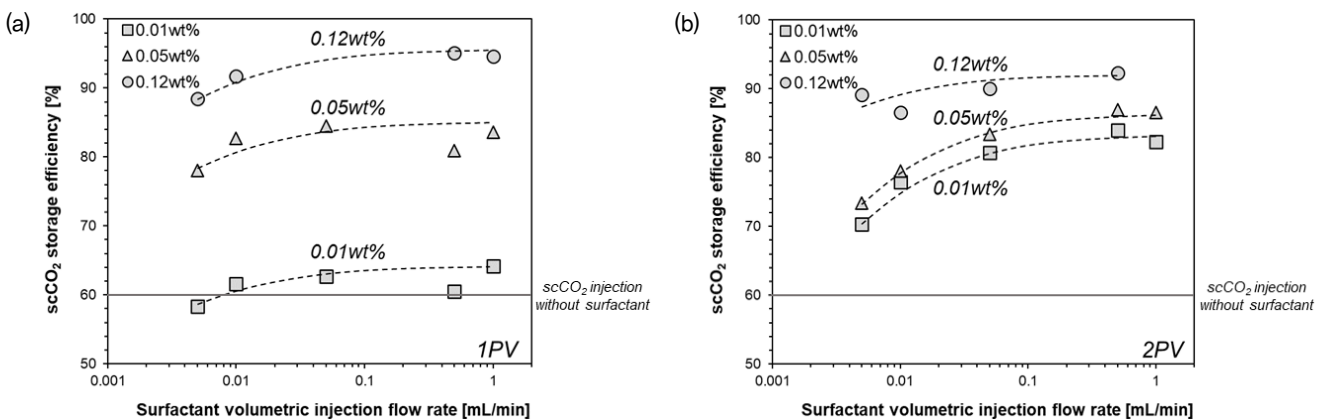 (a)
scCO₂ storage efficiency [%]
100
90
80
70
60
50
0.01wt%
0.05wt%
0.12wt%
0.12wt%
0.05wt%
0.01wt%
scCO₂ injection
without surfactant
1PV
0.001
0.01
0.1
1
Surfactant volumetric injection flow rate [mL/min]
(b)
scCO₂ storage efficiency [%]
100
90
80
70
60
50
0.01wt%
0.05wt%
0.12wt%
0.12wt%
0.05wt%
0.01wt%
scCO₂ injection
without surfactant
2PV
0.001
0.01
0.1
1
Surfactant volumetric injection flow rate [mL/min]